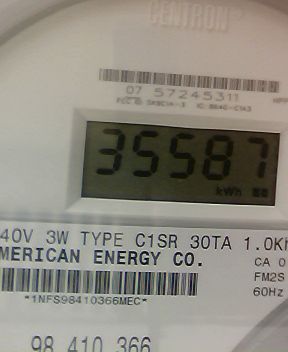 CENTRON
07 57245311
35587
kWh
40V 3W TYPE C1SR 30TA 1.0Kh
MERICAN ENERGY CO.
CA 0
FM2S
60Hz
*1NFS98410366MEC*
98 410 366